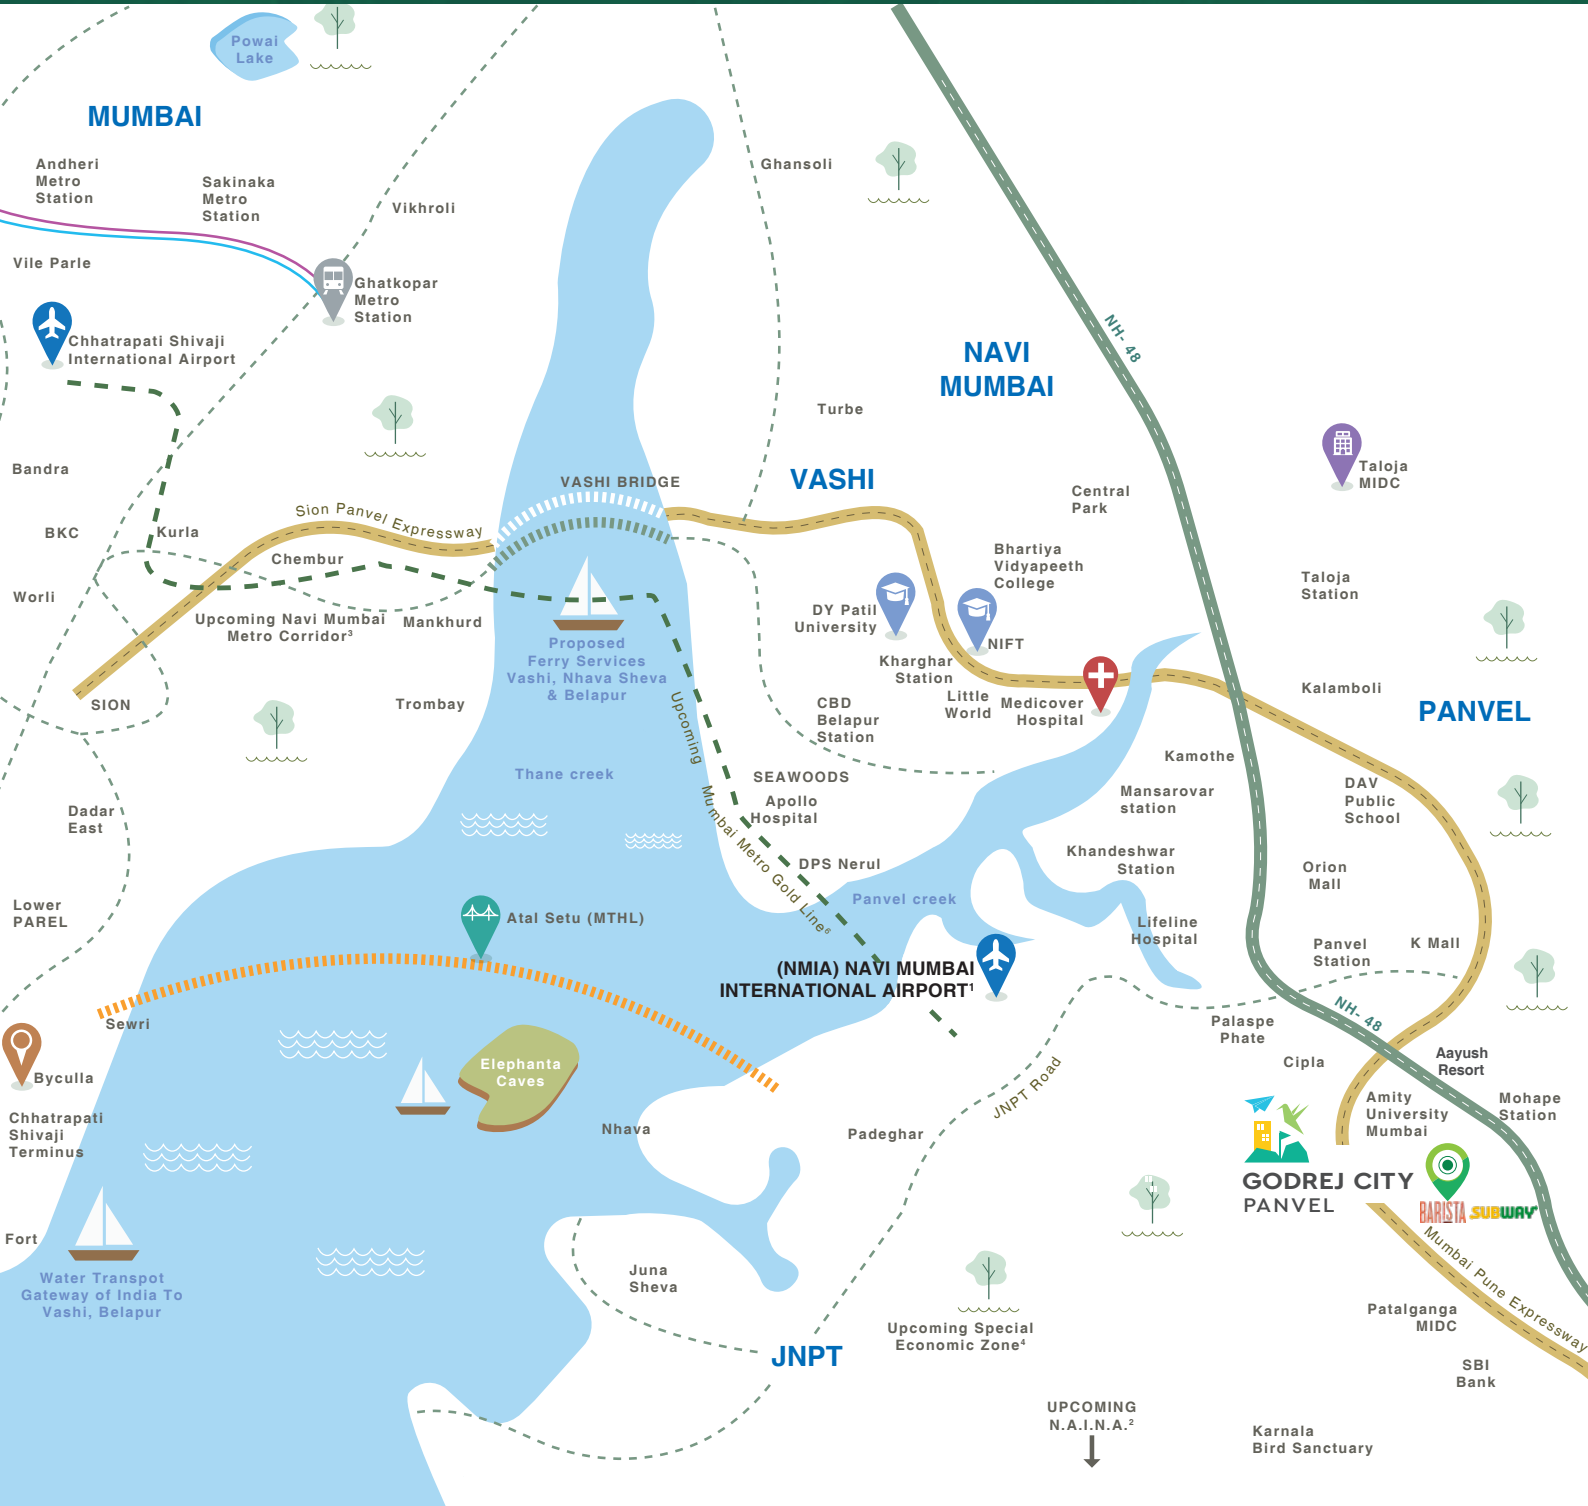 Powai
Lake
MUMBAI
Andheri
Metro
Station
Sakinaka
Metro
Station
Vikhroli
Ghansoli
Vile Parle
Ghatkopar
Metro
Station
Chhatrapati Shivaji
International Airport
NH- 48
NAVI
MUMBAI
Turbe
Bandra
VASHI BRIDGE
VASHI
Taloja
MIDC
Central
Park
Sion Panvel Expressway
BKC
Kurla
Chembur
Bhartiya
Vidyapeeth
College
Taloja
Station
Worli
Upcoming Navi Mumbai
Metro Corridor³
Mankhurd
DY Patil
University
NIFT
Proposed
Ferry Services
Vashi, Nhava Sheva
& Belapur
Kharghar
Station
Little
World
Medicover
Hospital
Kalamboli
PANVEL
SION
Trombay
CBD
Belapur
Station
Upcoming Mumbai Metro Gold Line⁶
Kamothe
Thane creek
SEAWOODS
Apollo
Hospital
Mansarovar
station
DAV
Public
School
Dadar
East
DPS Nerul
Khandeshwar
Station
Orion
Mall
Panvel creek
Lower
PAREL
Atal Setu (MTHL)
Lifeline
Hospital
Panvel
Station
K Mall
(NMIA) NAVI MUMBAI
INTERNATIONAL AIRPORT¹
Sewri
NH- 48
Palaspe
Phate
Cipla
Aayush
Resort
Byculla
Elephanta
Caves
JNPT Road
Amity
University
Mumbai
Mohape
Station
Chhatrapati
Shivaji
Terminus
Nhava
Padeghar
GODREJ CITY
PANVEL
BARISTA
SUBWAY
Fort
Mumbai Pune Expressway
Water Transpot
Gateway of India To
Vashi, Belapur
Juna
Sheva
Upcoming Special
Economic Zone⁴
Patalganga
MIDC
JNPT
SBI
Bank
UPCOMING
N.A.I.N.A.²
Karnala
Bird Sanctuary